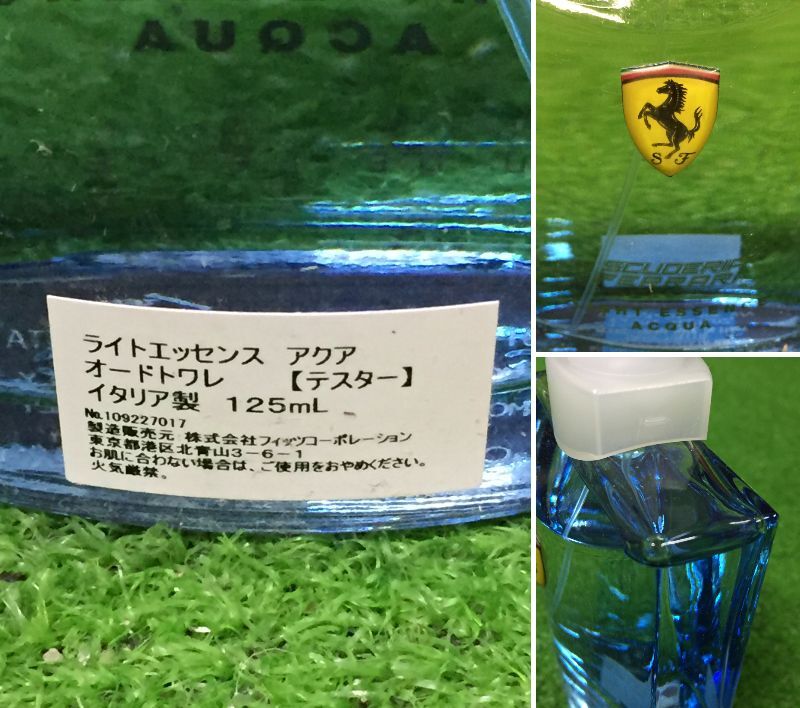 ACQUA
ライトエッセンス アクア
オードトワレ 【テスター】
イタリア製 125mL
No.109227017
製造販売元 株式会社フィッツコーポレーション
東京都港区北青山3-6-1
お肌に合わない場合は、ご使用をおやめください。
火気厳禁。
S F
SCUDERIA
FERRARI
ACQUA